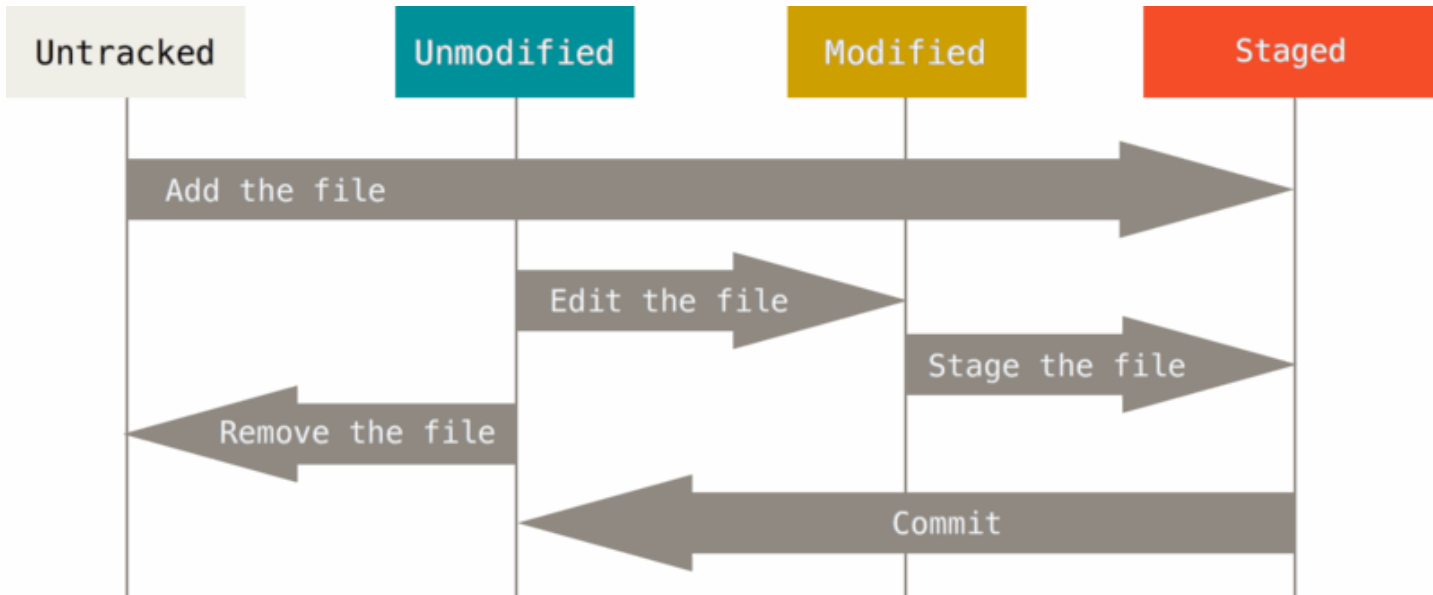 Untracked
Unmodified
Modified
Staged
Add the file
Edit the file
Stage the file
Remove the file
Commit